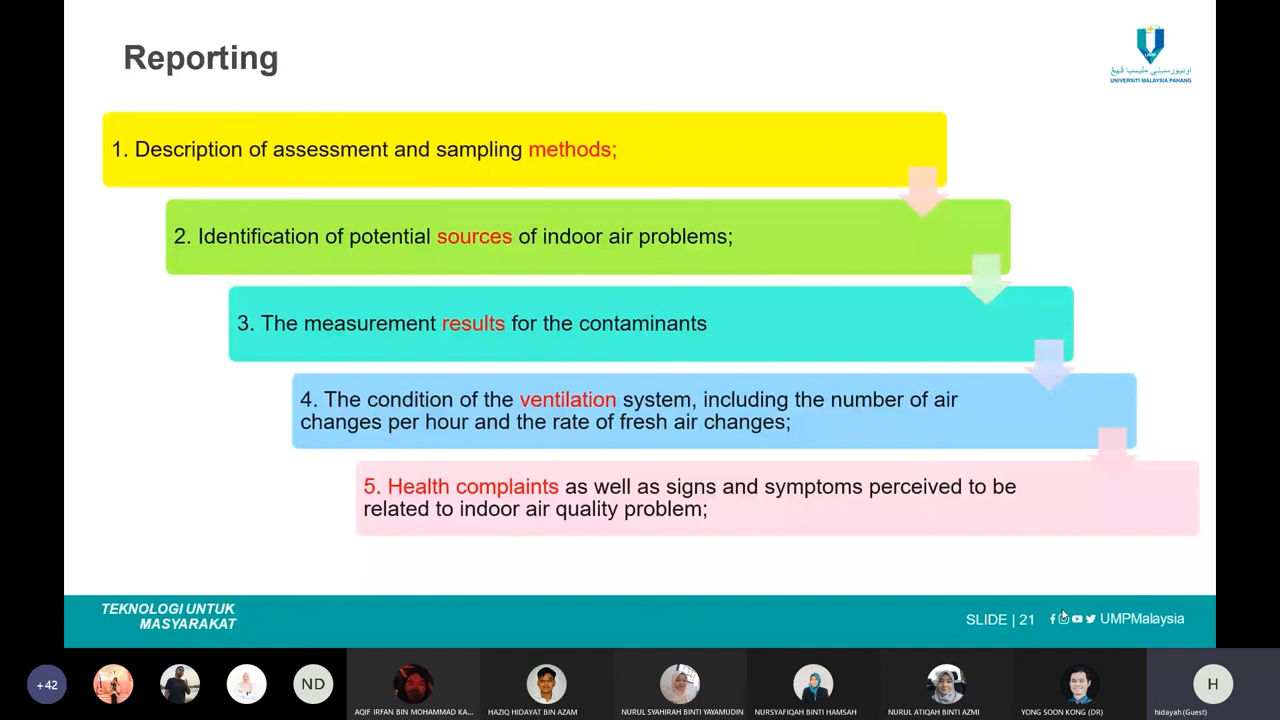 Reporting
اونيۏرسيتي مليسيا ڤهڠ
UNIVERSITI MALAYSIA PAHANG
1. Description of assessment and sampling methods;
2. Identification of potential sources of indoor air problems;
3. The measurement results for the contaminants
4. The condition of the ventilation system, including the number of air
changes per hour and the rate of fresh air changes;
5. Health complaints as well as signs and symptoms perceived to be
related to indoor air quality problem;
TEKNOLOGI UNTUK
MASYARAKAT
SLIDE | 21
UMPMalaysia
+42
ND
H
AQIF IRFAN BIN MOHAMMAD KA...
HAZIQ HIDAYAT BIN AZAM
NURUL SYAHIRAH BINTI YAYAMUDIN
NURSYAFIQAH BINTI HAMSAH
NURUL ATIQAH BINTI AZMI
YONG SOON KONG (DR)
hidayah (Guest)